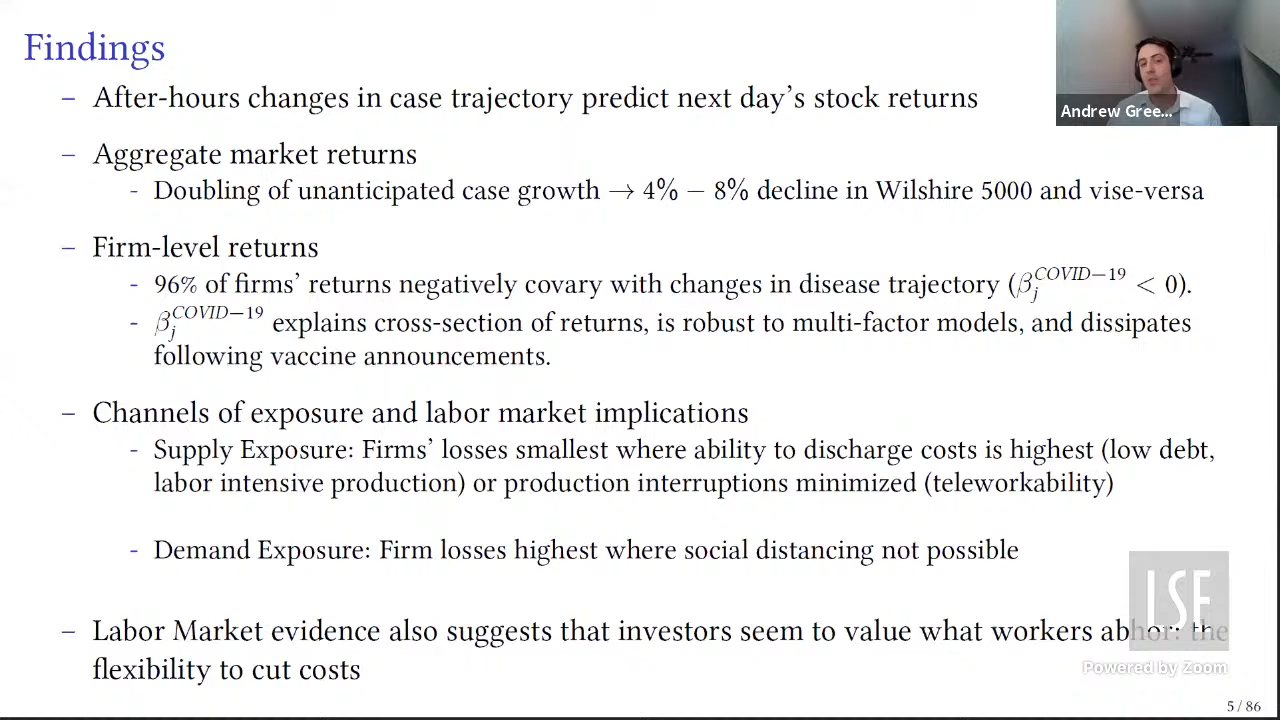 Findings
– After-hours changes in case trajectory predict next day's stock returns
– Aggregate market returns
- Doubling of unanticipated case growth → 4% − 8% decline in Wilshire 5000 and vise-versa
– Firm-level returns
- 96% of firms' returns negatively covary with changes in disease trajectory (β_j^{COVID−19} < 0).
- β_j^{COVID−19} explains cross-section of returns, is robust to multi-factor models, and dissipates
following vaccine announcements.
– Channels of exposure and labor market implications
- Supply Exposure: Firms' losses smallest where ability to discharge costs is highest (low debt,
labor intensive production) or production interruptions minimized (teleworkability)
- Demand Exposure: Firm losses highest where social distancing not possible
– Labor Market evidence also suggests that investors seem to value what workers abhor: the
flexibility to cut costs
Andrew Gree...
LSE
Powered by Zoom
5 / 86